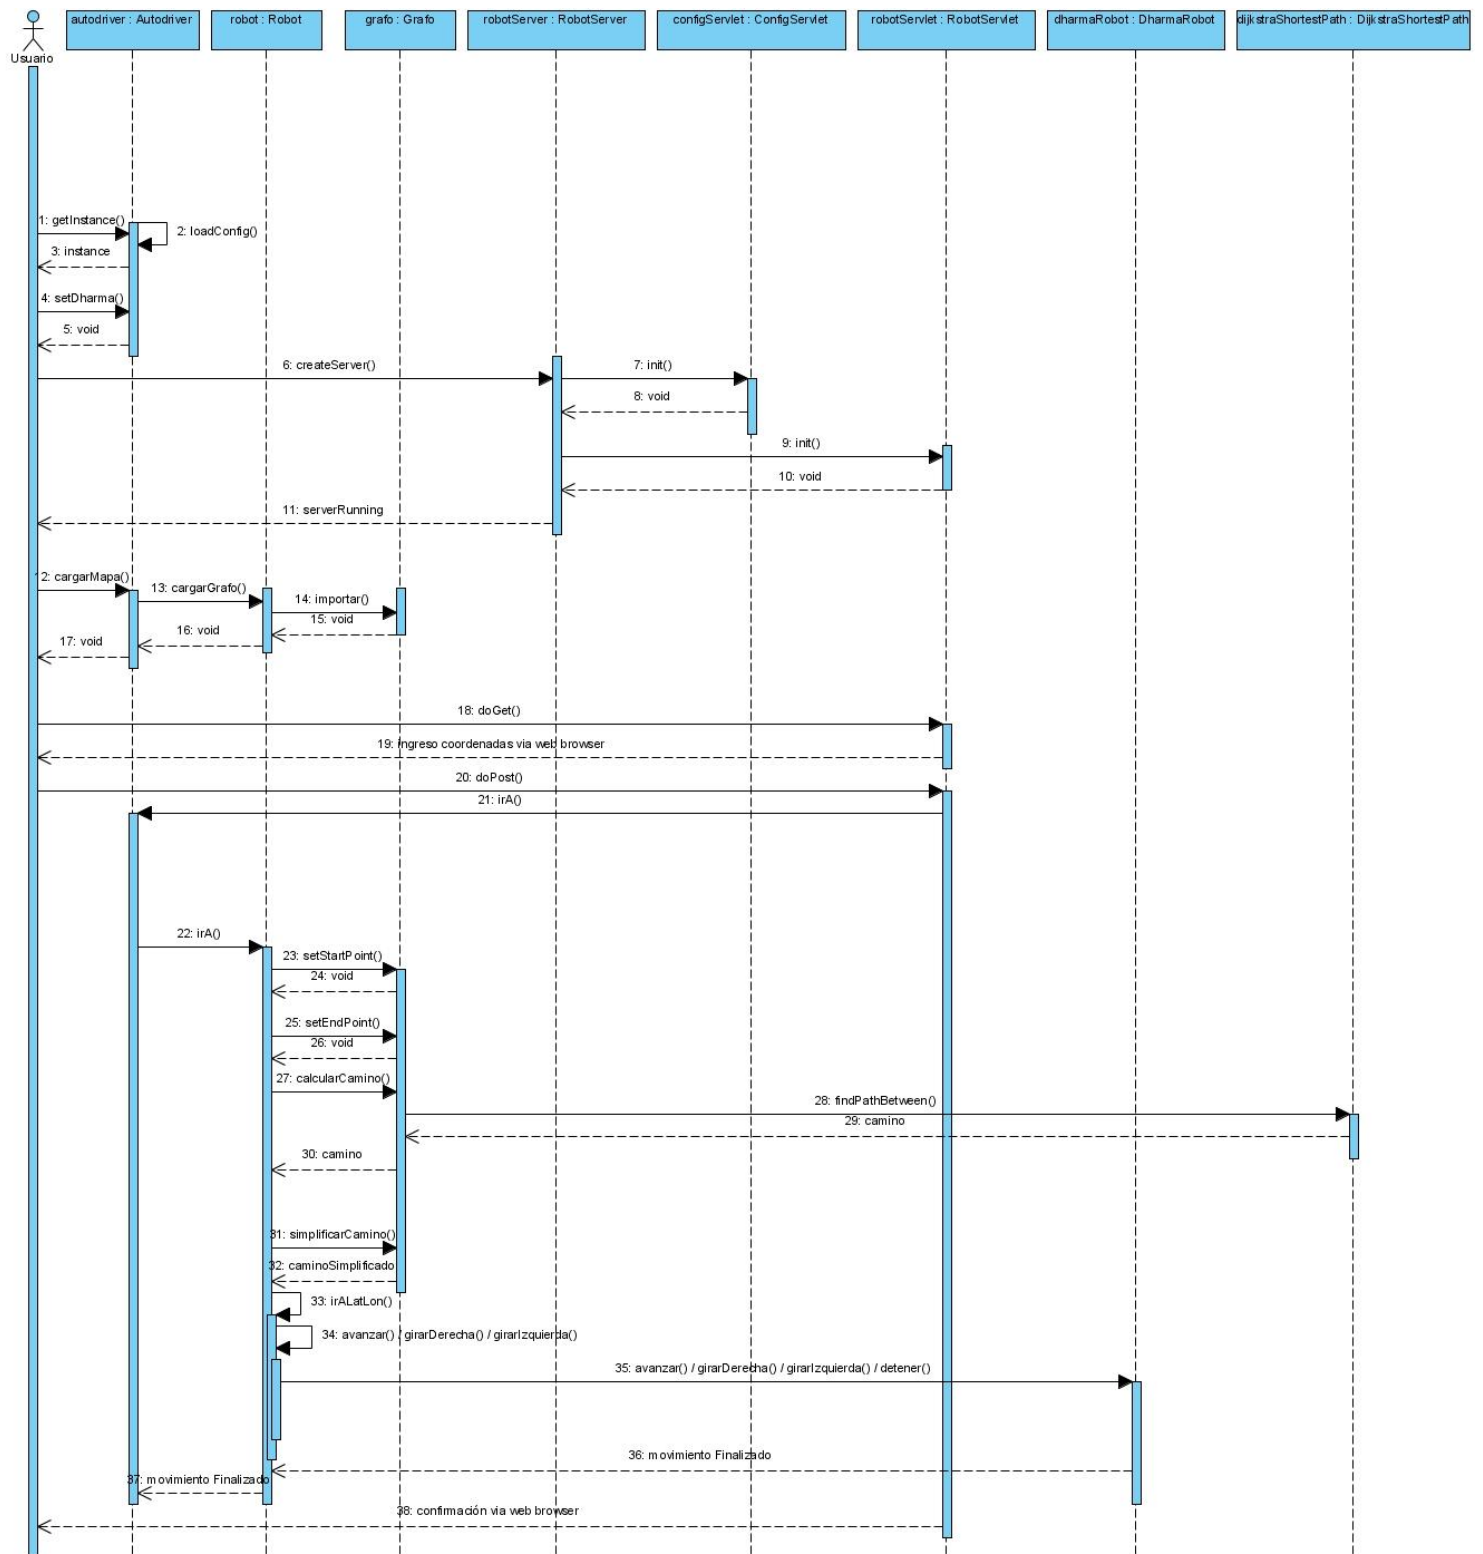 autodriver : Autodriver
robot : Robot
grafo : Grafo
robotServer : RobotServer
configServlet : ConfigServlet
robotServlet : RobotServlet
dharmaRobot : DharmaRobot
dijkstraShortestPath : DijkstraShortestPath
Usuario
1: getInstance()
2: loadConfig()
3: instance
4: setDharma()
5: void
6: createServer()
7: init()
8: void
9: init()
10: void
11: serverRunning
12: cargarMapa()
13: cargarGrafo()
14: importar()
15: void
16: void
17: void
18: doGet()
19: ingreso coordenadas via web browser
20: doPost()
21: irA()
22: irA()
23: setStartPoint()
24: void
25: setEndPoint()
26: void
27: calcularCamino()
28: findPathBetween()
29: camino
30: camino
31: simplificarCamino()
32: caminoSimplificado
33: irALatLon()
34: avanzar() / girarDerecha() / girarIzquierda()
35: avanzar() / girarDerecha() / girarIzquierda() / detener()
36: movimiento Finalizado
37: movimiento Finalizado
38: confirmación via web browser